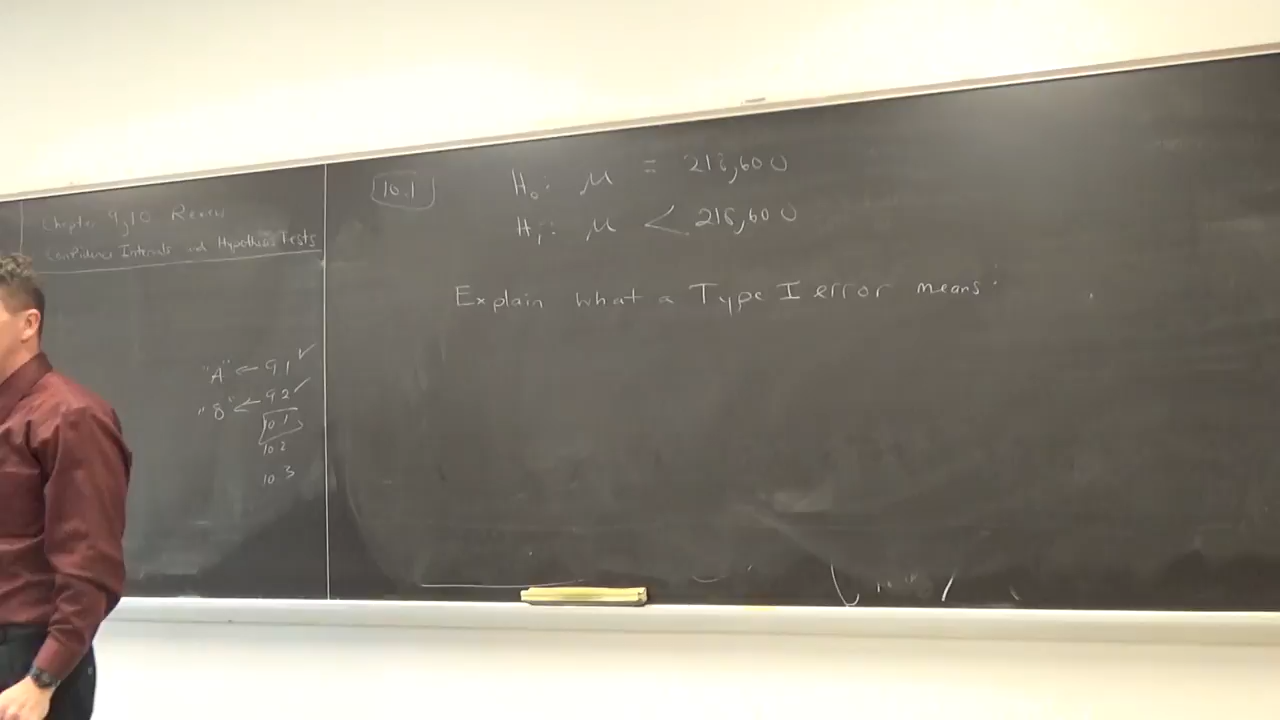 Chapter 9,10 Review
Confidence Intervals and Hypothesis Tests
"A" ← 9.1 ✓
"B" ← 9.2 ✓
10.1
10.2
10.3
10.1
H₀: μ = 218,600
H₁: μ < 218,600
Explain what a Type I error means: